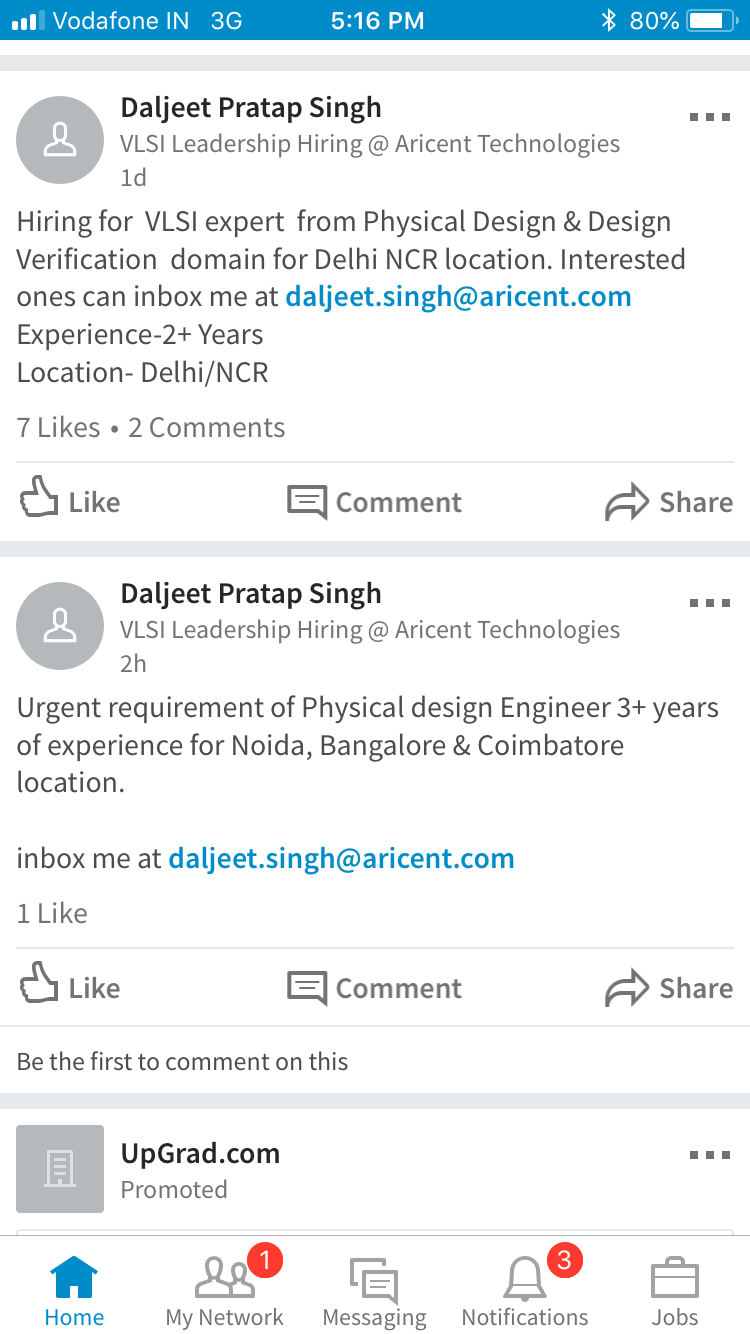 Vodafone IN 3G 5:16 PM 80%
Daljeet Pratap Singh
VLSI Leadership Hiring @ Aricent Technologies
1d
Hiring for VLSI expert from Physical Design & Design
Verification domain for Delhi NCR location. Interested
ones can inbox me at daljeet.singh@aricent.com
Experience-2+ Years
Location- Delhi/NCR
7 Likes • 2 Comments
Like Comment Share
Daljeet Pratap Singh
VLSI Leadership Hiring @ Aricent Technologies
2h
Urgent requirement of Physical design Engineer 3+ years
of experience for Noida, Bangalore & Coimbatore
location.
inbox me at daljeet.singh@aricent.com
1 Like
Like Comment Share
Be the first to comment on this
UpGrad.com
Promoted
1 3
Home My Network Messaging Notifications Jobs